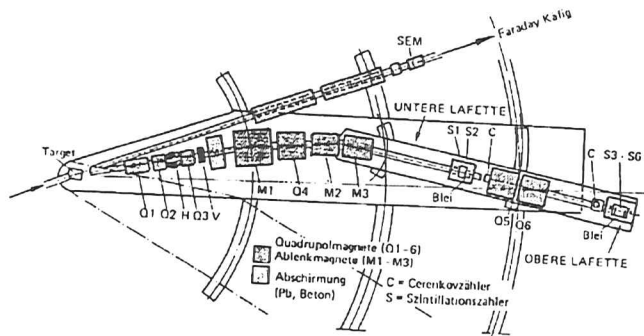 Faraday Käfig
SEM
UNTERE LAFETTE
S1 S2
C
C S3-S6
Target
Blei
Q1 Q2 H Q3 V M1 Q4 M2 M3
Q5 Q6
Blei
OBERE LAFETTE
Quadrupolmagnete (Q1-6)
Ablenkmagnete (M1-M3)
Abschirmung
(Pb, Beton)
C = Cerenkovzähler
S = Szintillationszähler